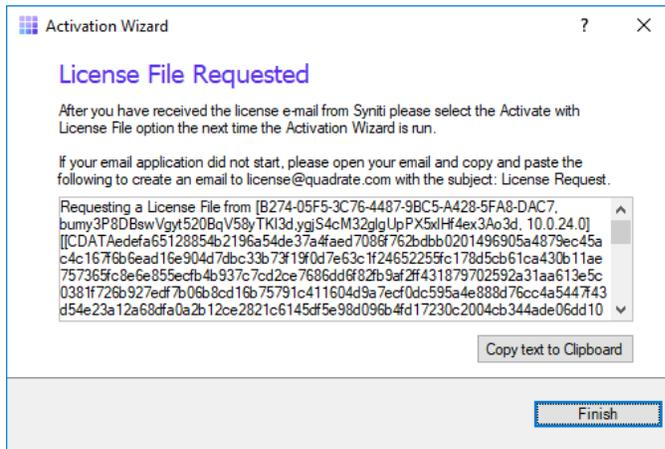 Activation Wizard
?
License File Requested
After you have received the license e-mail from Syniti please select the Activate with
License File option the next time the Activation Wizard is run.
If your email application did not start, please open your email and copy and paste the
following to create an email to license@quadrate.com with the subject: License Request.
Requesting a License File from [B274-05F5-3C76-4487-9BC5-A428-5FA8-DAC7,
bumy3P8DBswVgyt520BqV58yTKI3d,ygjS4cM32glgUpPX5xlHf4ex3Ao3d, 10.0.24.0]
[[CDATAedefa65128854b2196a54de37a4faed7086f762bdbb0201496905a4879ec45a
c4c167f6b6ead16e904d7dbc33b73f19f0d7e63c1f24652255fc178d5cb61ca430b11ae
757365fc8e6e855ecfb4b937c7cd2ce7686dd6f82fb9af2ff431879702592a31aa613e5c
0381f726b927edf7b06b8cd16b75791c411604d9a7ecf0dc595a4e888d76cc4a5447f43
d54e23a12a68dfa0a2b12ce2821c6145df5e98d096b4fd17230c2004cb344ade06dd10
Copy text to Clipboard
Finish